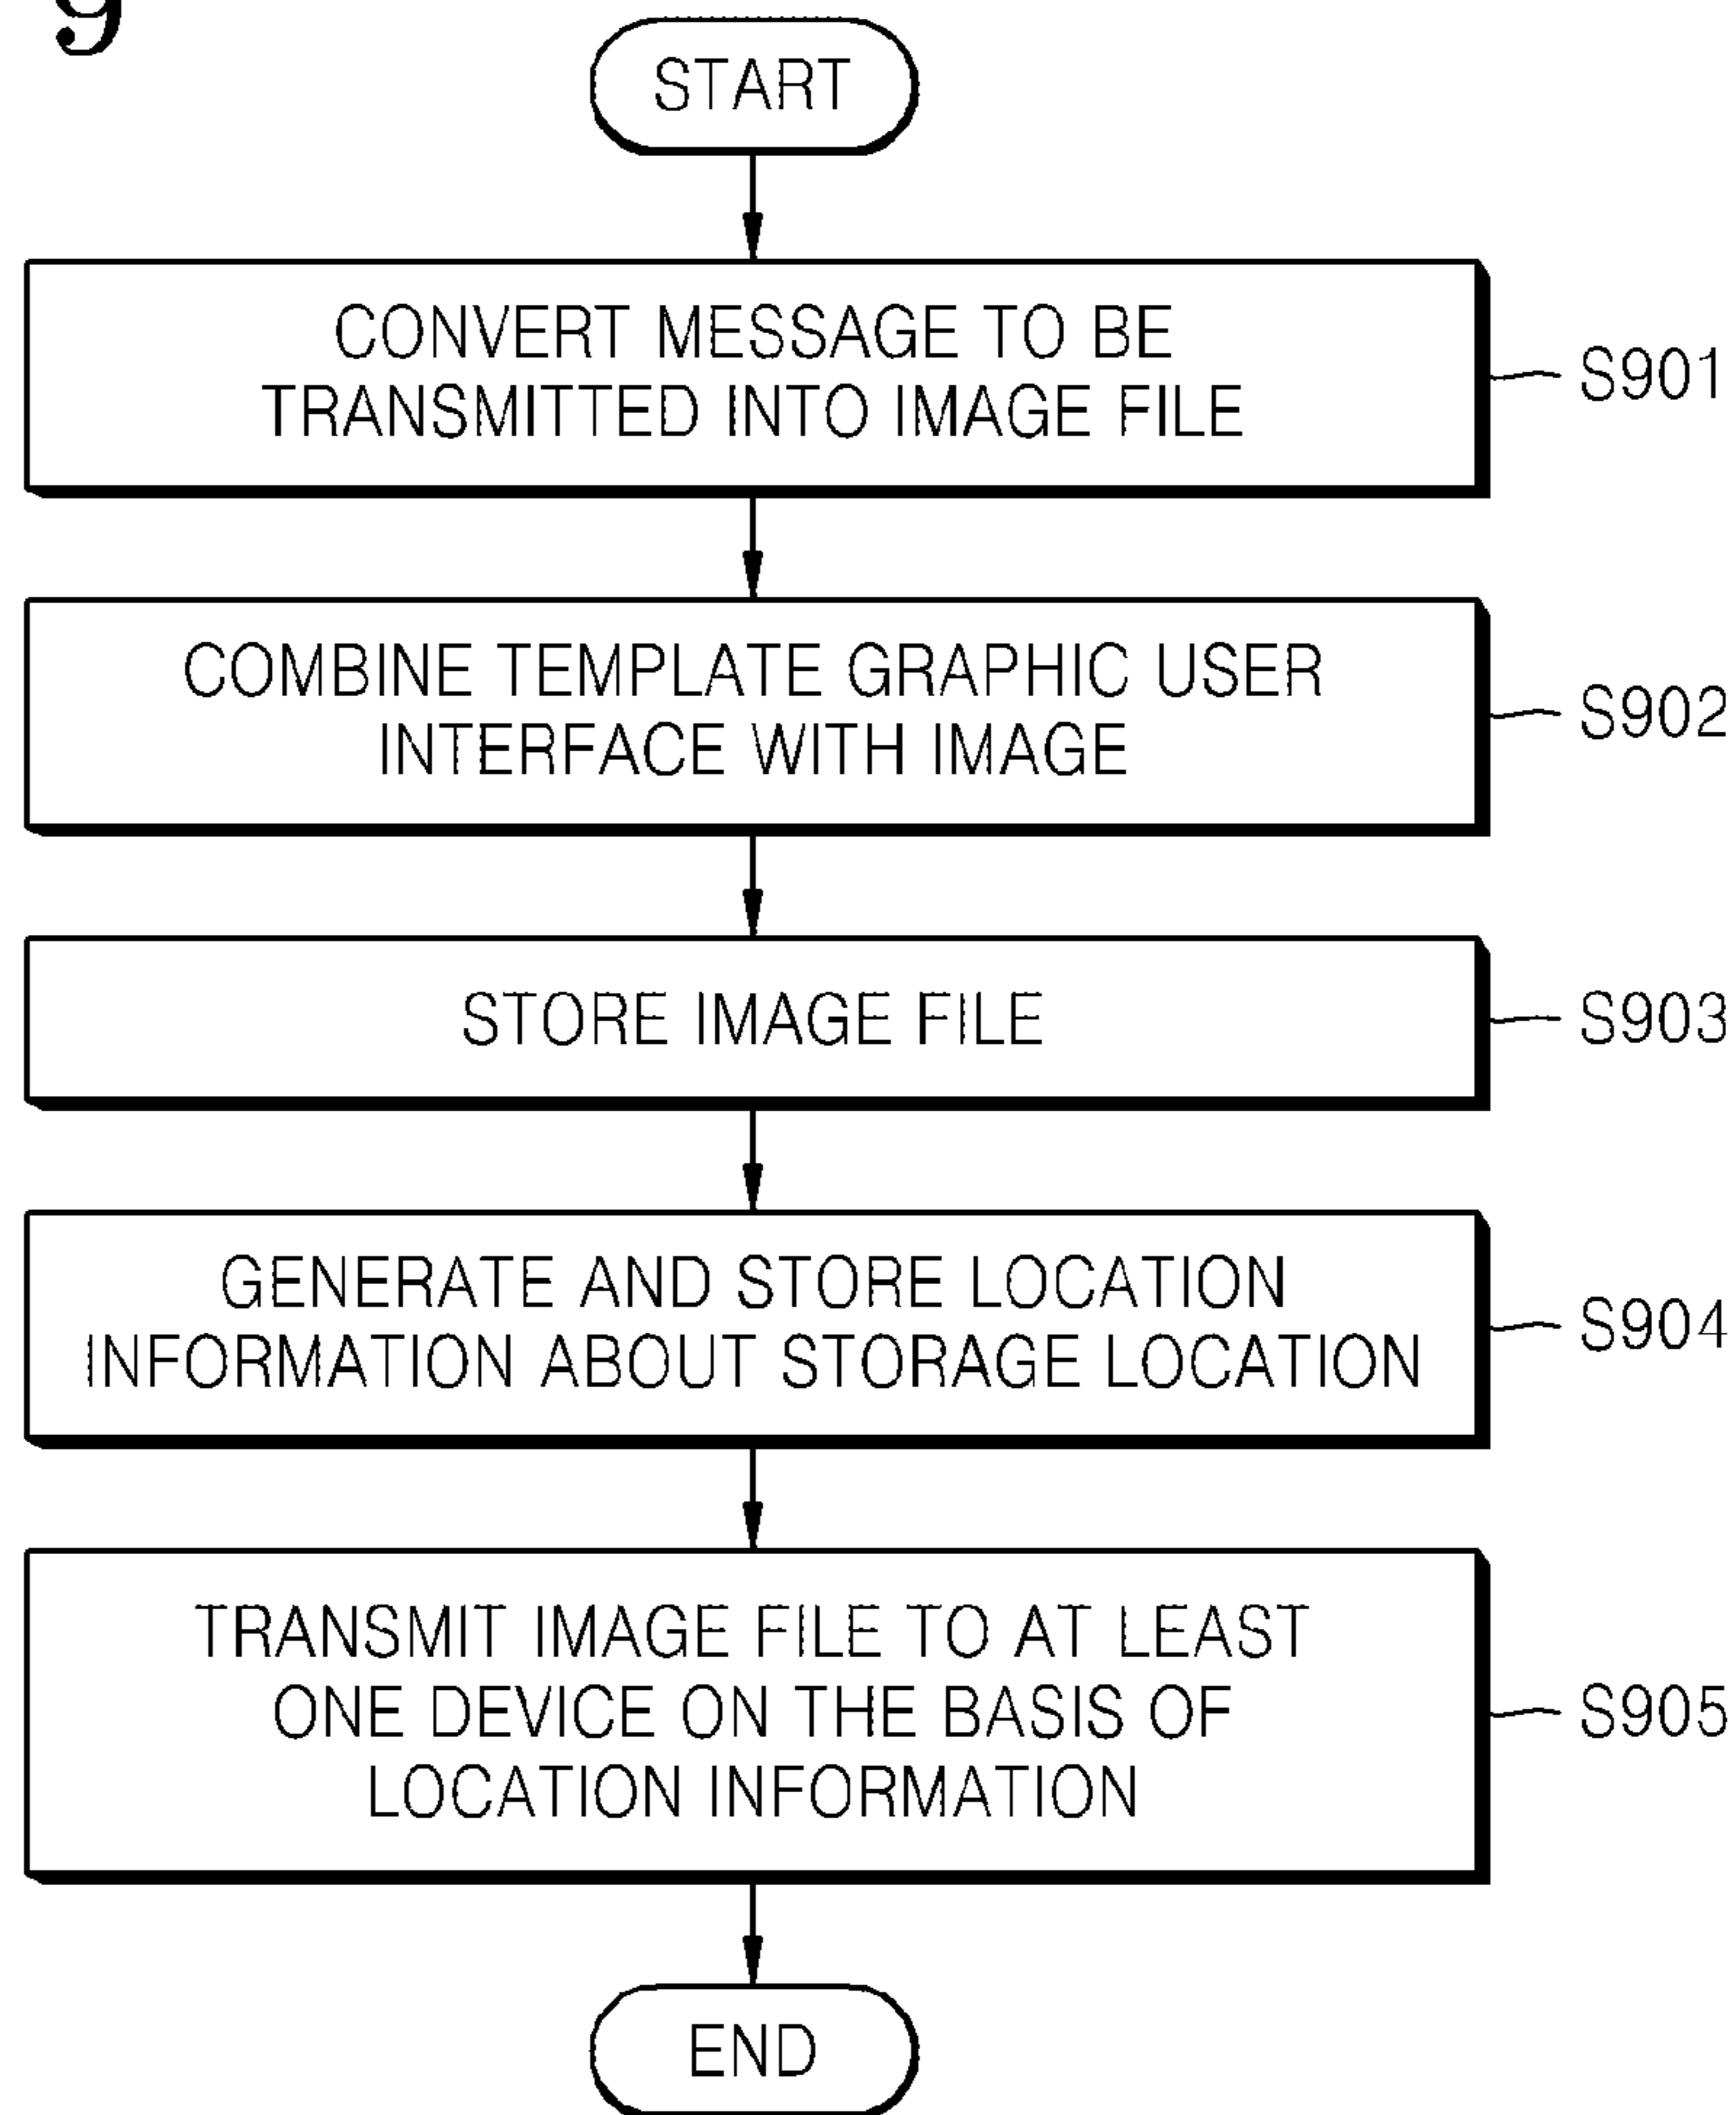 9
START
CONVERT MESSAGE TO BE
TRANSMITTED INTO IMAGE FILE
S901
COMBINE TEMPLATE GRAPHIC USER
INTERFACE WITH IMAGE
S902
STORE IMAGE FILE
S903
GENERATE AND STORE LOCATION
INFORMATION ABOUT STORAGE LOCATION
S904
TRANSMIT IMAGE FILE TO AT LEAST
ONE DEVICE ON THE BASIS OF
LOCATION INFORMATION
S905
END